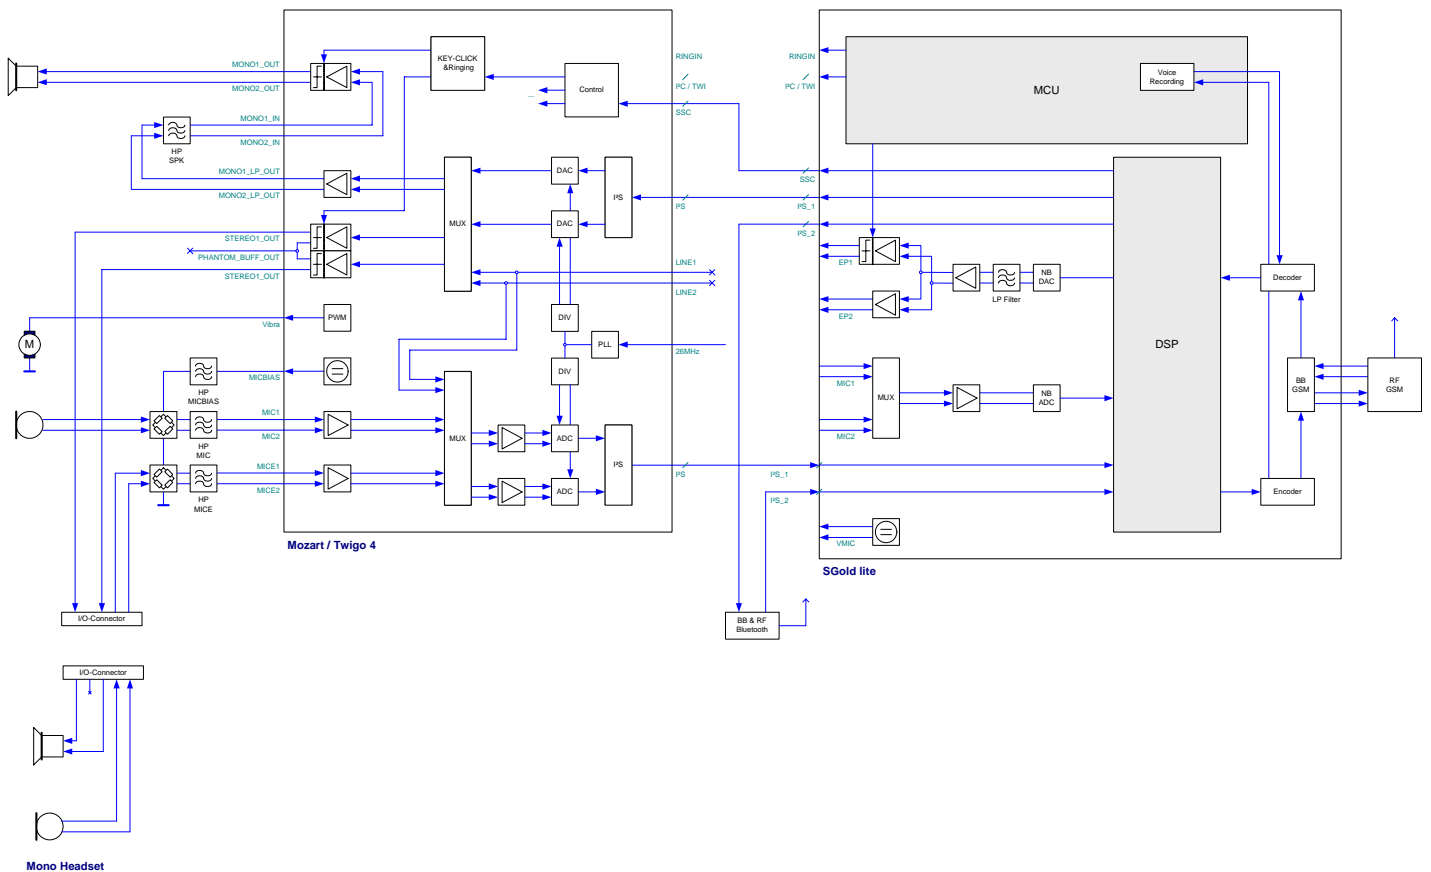 MONO1_OUT
MONO2_OUT
KEY-CLICK
&Ringing
Control
...
RINGIN
I²C / TWI
SSC
RINGIN
I²C / TWI
MCU
Voice
Recording
MONO1_IN
MONO2_IN
HP
SPK
MONO1_LP_OUT
MONO2_LP_OUT
MUX
DAC
DAC
I²S
I²S
SSC
I²S_1
I²S_2
STEREO1_OUT
PHANTOM_BUFF_OUT
STEREO1_OUT
LINE1
LINE2
EP1
EP2
LP Filter
NB
DAC
DSP
Decoder
Vibra
PWM
DIV
PLL
26MHz
DIV
M
MICBIAS
HP
MICBIAS
MIC1
MIC2
HP
MIC
MICE1
MICE2
HP
MICE
MUX
ADC
ADC
I²S
I²S
I²S_1
I²S_2
MIC1
MIC2
MUX
NB
ADC
BB
GSM
RF
GSM
Encoder
VMIC
Mozart / Twigo 4
SGold lite
I/O-Connector
BB & RF
Bluetooth
I/O-Connector
Mono Headset